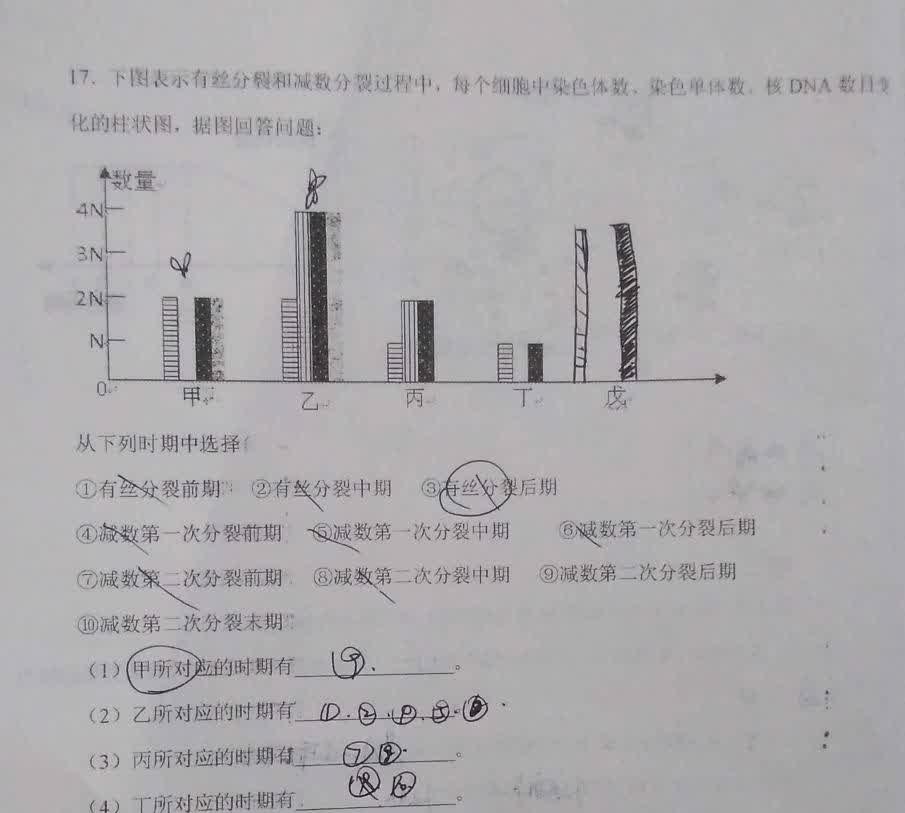 17. 下图表示有丝分裂和减数分裂过程中，每个细胞中染色体数、染色单体数、核 DNA 数目变
化的柱状图，据图回答问题：
数量
4N
3N
2N
N
0
甲 乙 丙 丁 戊
从下列时期中选择
①有丝分裂前期 ②有丝分裂中期 ③有丝分裂后期
④减数第一次分裂前期 ⑤减数第一次分裂中期 ⑥减数第一次分裂后期
⑦减数第二次分裂前期 ⑧减数第二次分裂中期 ⑨减数第二次分裂后期
⑩减数第二次分裂末期
（1）甲所对应的时期有 ⑨.。
（2）乙所对应的时期有 ①.②.④.⑤.⑥.
（3）丙所对应的时期有 ⑦⑧.。
（4）丁所对应的时期有 ⑩。